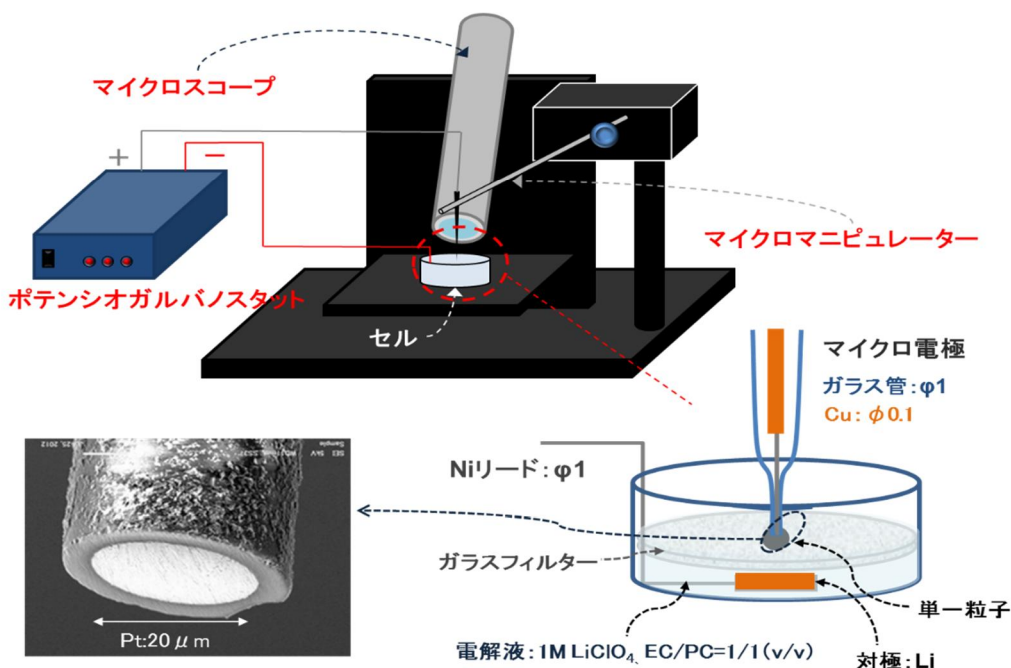 マイクロスコープ
+
−
マイクロマニピュレーター
ポテンシオガルバノスタット
セル
マイクロ電極
ガラス管:φ1
Cu: φ0.1
Niリード:φ1
ガラスフィルター
単一粒子
Pt:20μm
電解液:1M LiClO4 EC/PC=1/1(v/v)
対極:Li